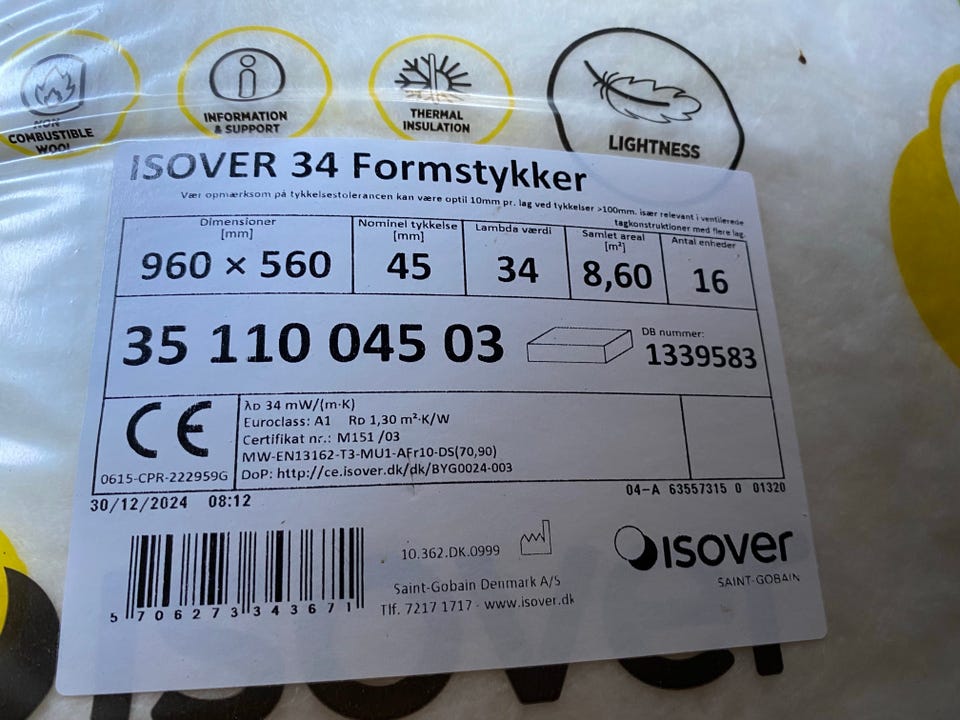 NON
COMBUSTIBLE
WOOL
INFORMATION
& SUPPORT
THERMAL
INSULATION
LIGHTNESS
ISOVER 34 Formstykker
Vær opmærksom på tykkelsestolerancen kan være optil 10mm pr. lag ved tykkelser >100mm. især relevant i ventilerede
tagkonstruktioner med flere lag.
Dimensioner
[mm]
960 × 560
Nominel tykkelse
[mm]
45
Lambda værdi
34
Samlet areal
[m²]
8,60
Antal enheder
16
35 110 045 03
DB nummer:
1339583
CE
0615-CPR-222959G
λD 34 mW/(m·K)
Euroclass: A1 RD 1,30 m²·K/W
Certifikat nr.: M151 /03
MW-EN13162-T3-MU1-AFr10-DS(70,90)
DoP: http://ce.isover.dk/dk/BYG0024-003
30/12/2024 08:12
04-A 63557315 0 01320
5 706273 343671
10.362.DK.0999
Saint-Gobain Denmark A/S
Tlf. 7217 1717 - www.isover.dk
isover
SAINT-GOBAIN
isover